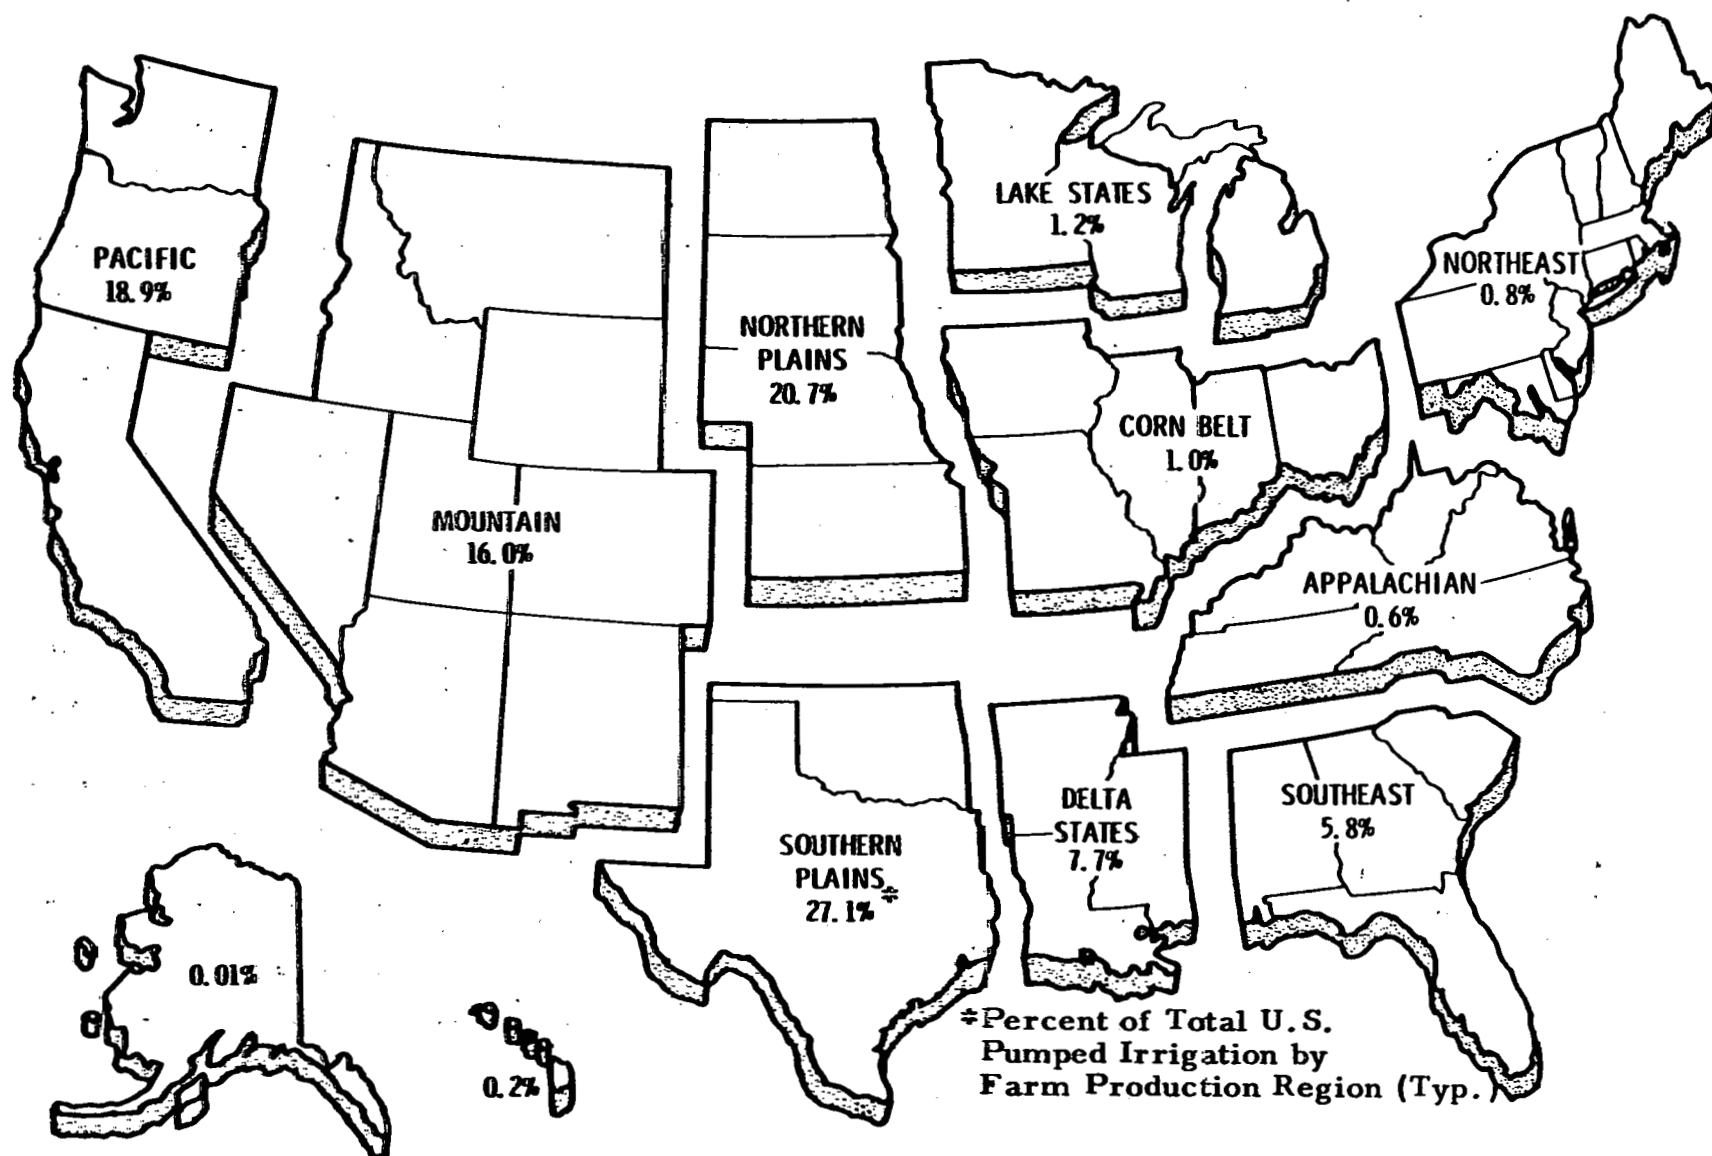 PACIFIC
18.9%
MOUNTAIN
16.0%
NORTHERN
PLAINS
20.7%
LAKE STATES
1.2%
CORN BELT
1.0%
NORTHEAST
0.8%
APPALACHIAN
0.6%
SOUTHERN
PLAINS
27.1%*
DELTA
STATES
7.7%
SOUTHEAST
5.8%
0.01%
0.2%
*Percent of Total U.S.
Pumped Irrigation by
Farm Production Region (Typ.)